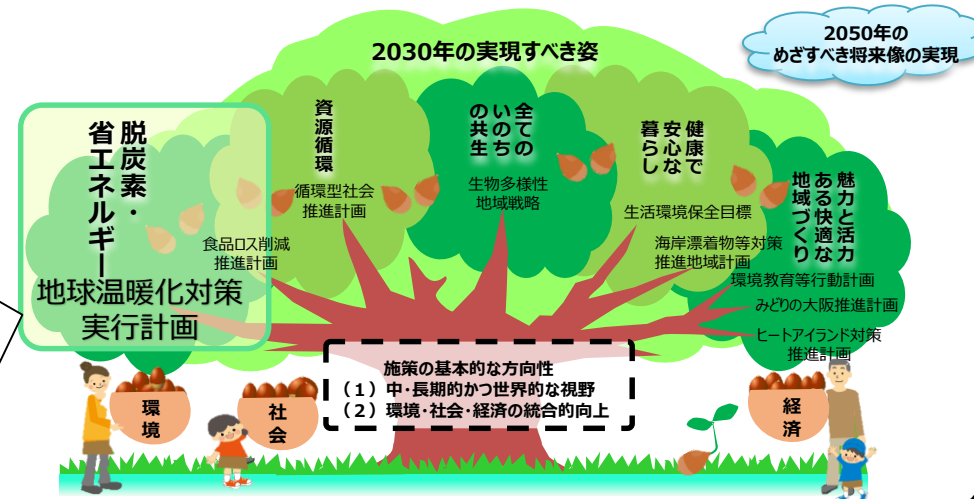 2030年の実現すべき姿
2050年の
めざすべき将来像の実現
脱炭素・
省エネルギー
地球温暖化対策
実行計画
資源循環
循環型社会
推進計画
食品ロス削減
推進計画
全ての
いのち
の共生
生物多様性
地域戦略
健康で
安心な
暮らし
生活環境保全目標
海岸漂着物等対策
推進地域計画
魅力と活力
ある快適な
地域づくり
環境教育等行動計画
みどりの大阪推進計画
ヒートアイランド対策
推進計画
施策の基本的な方向性
（１）中・長期的かつ世界的な視野
（２）環境・社会・経済の統合的向上
環境
社会
経済